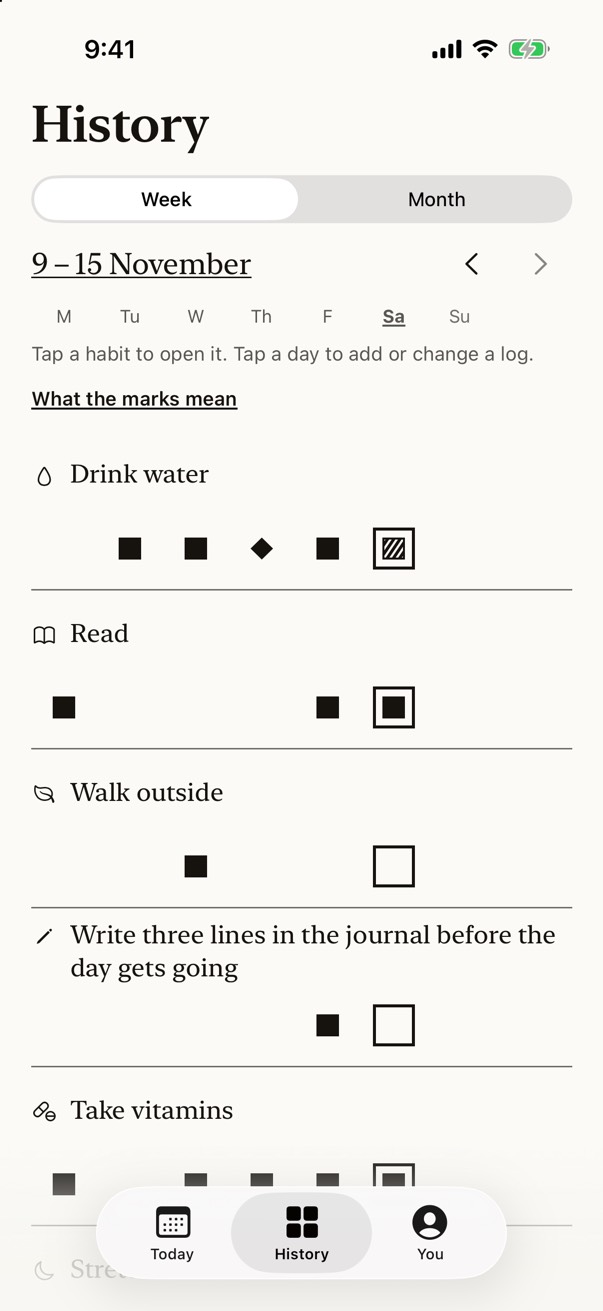 9:41
History
Week
Month
9 – 15 November
M Tu W Th F Sa Su
Tap a habit to open it. Tap a day to add or change a log.
What the marks mean
Drink water
Read
Walk outside
Write three lines in the journal before the
day gets going
Take vitamins
Today
History
You